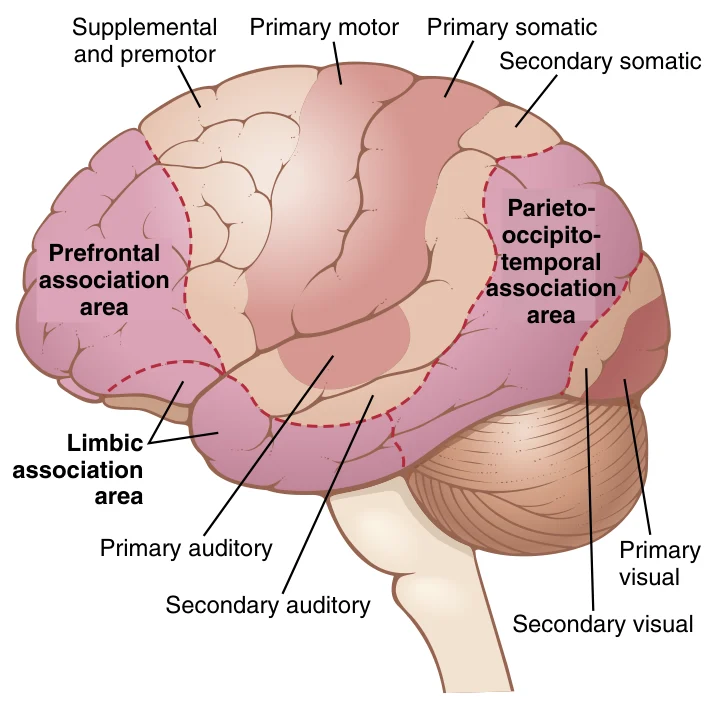 Supplemental
and premotor
Primary motor
Primary somatic
Secondary somatic
Prefrontal
association
area
Parieto-
occipito-
temporal
association
area
Limbic
association
area
Primary auditory
Secondary auditory
Primary
visual
Secondary visual